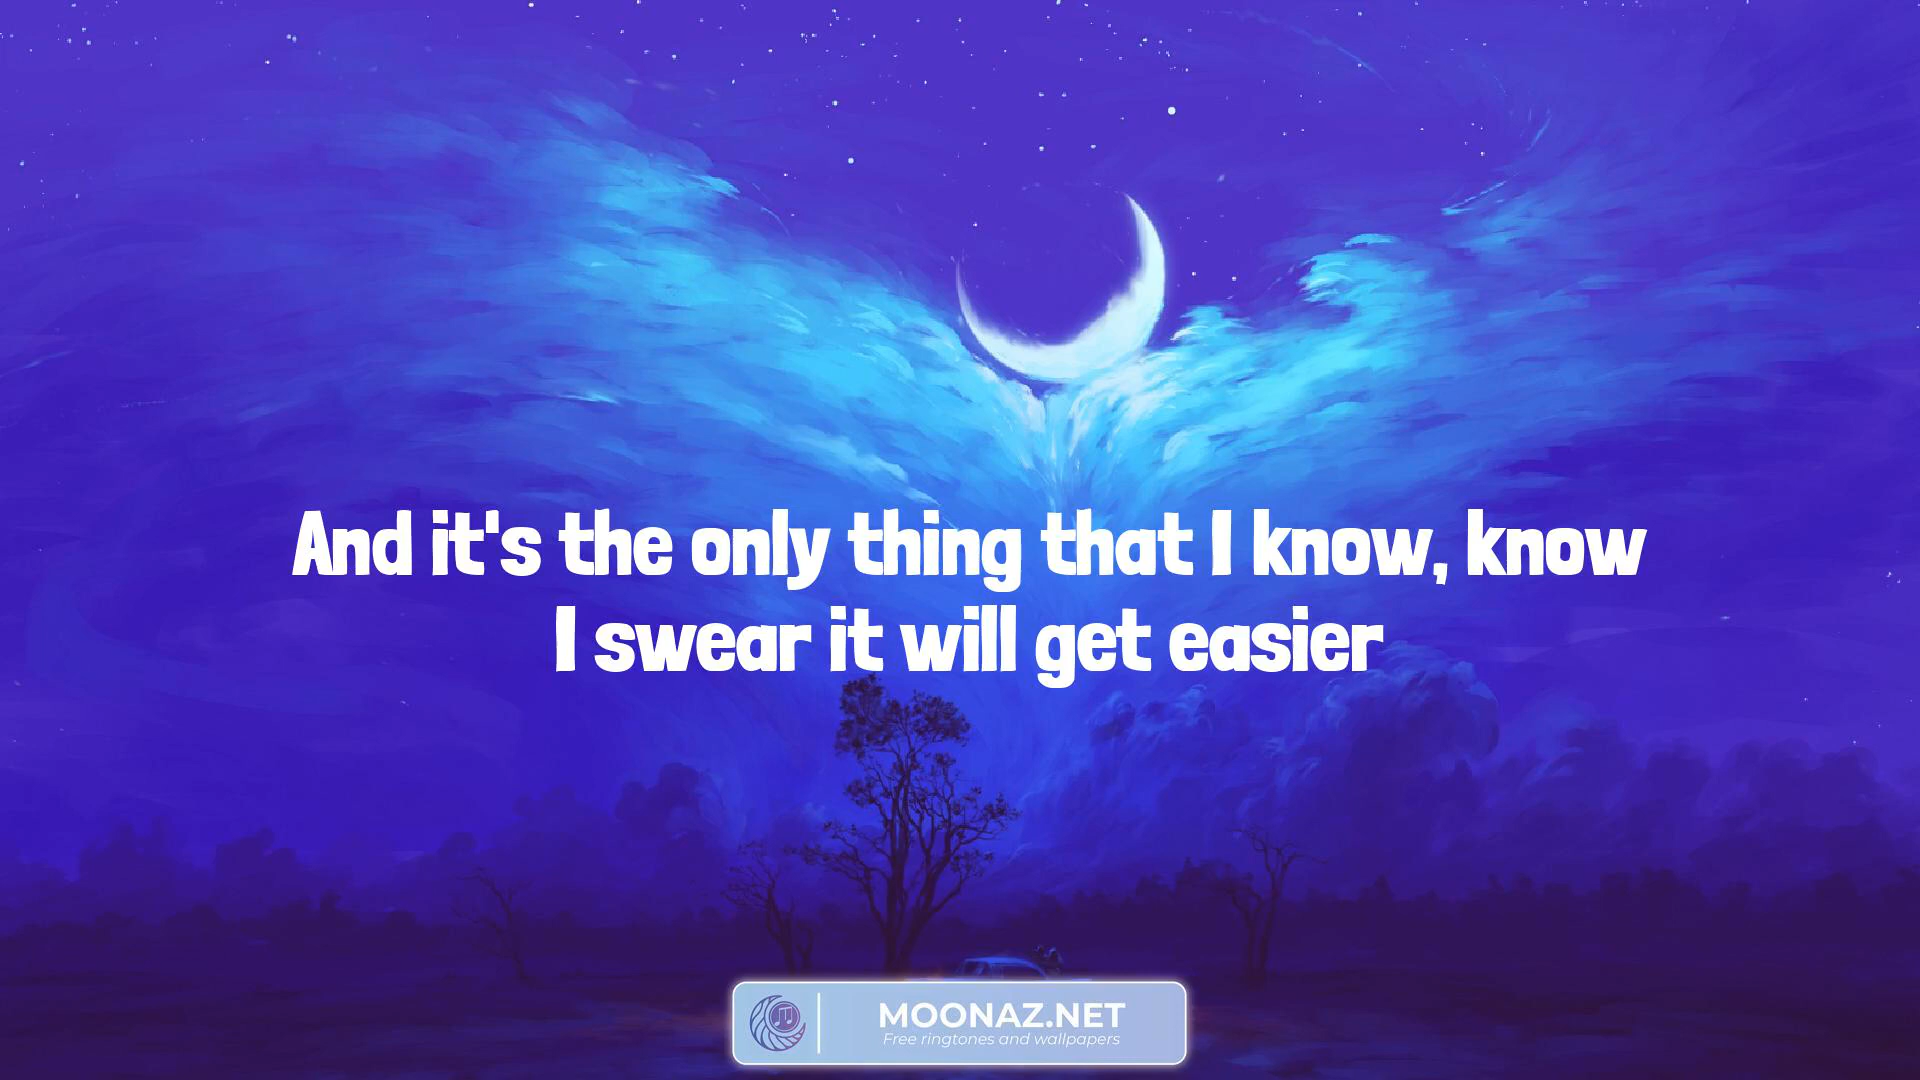 And it's the only thing that I know, know
I swear it will get easier
MOONAZ.NET
Free ringtones and wallpapers